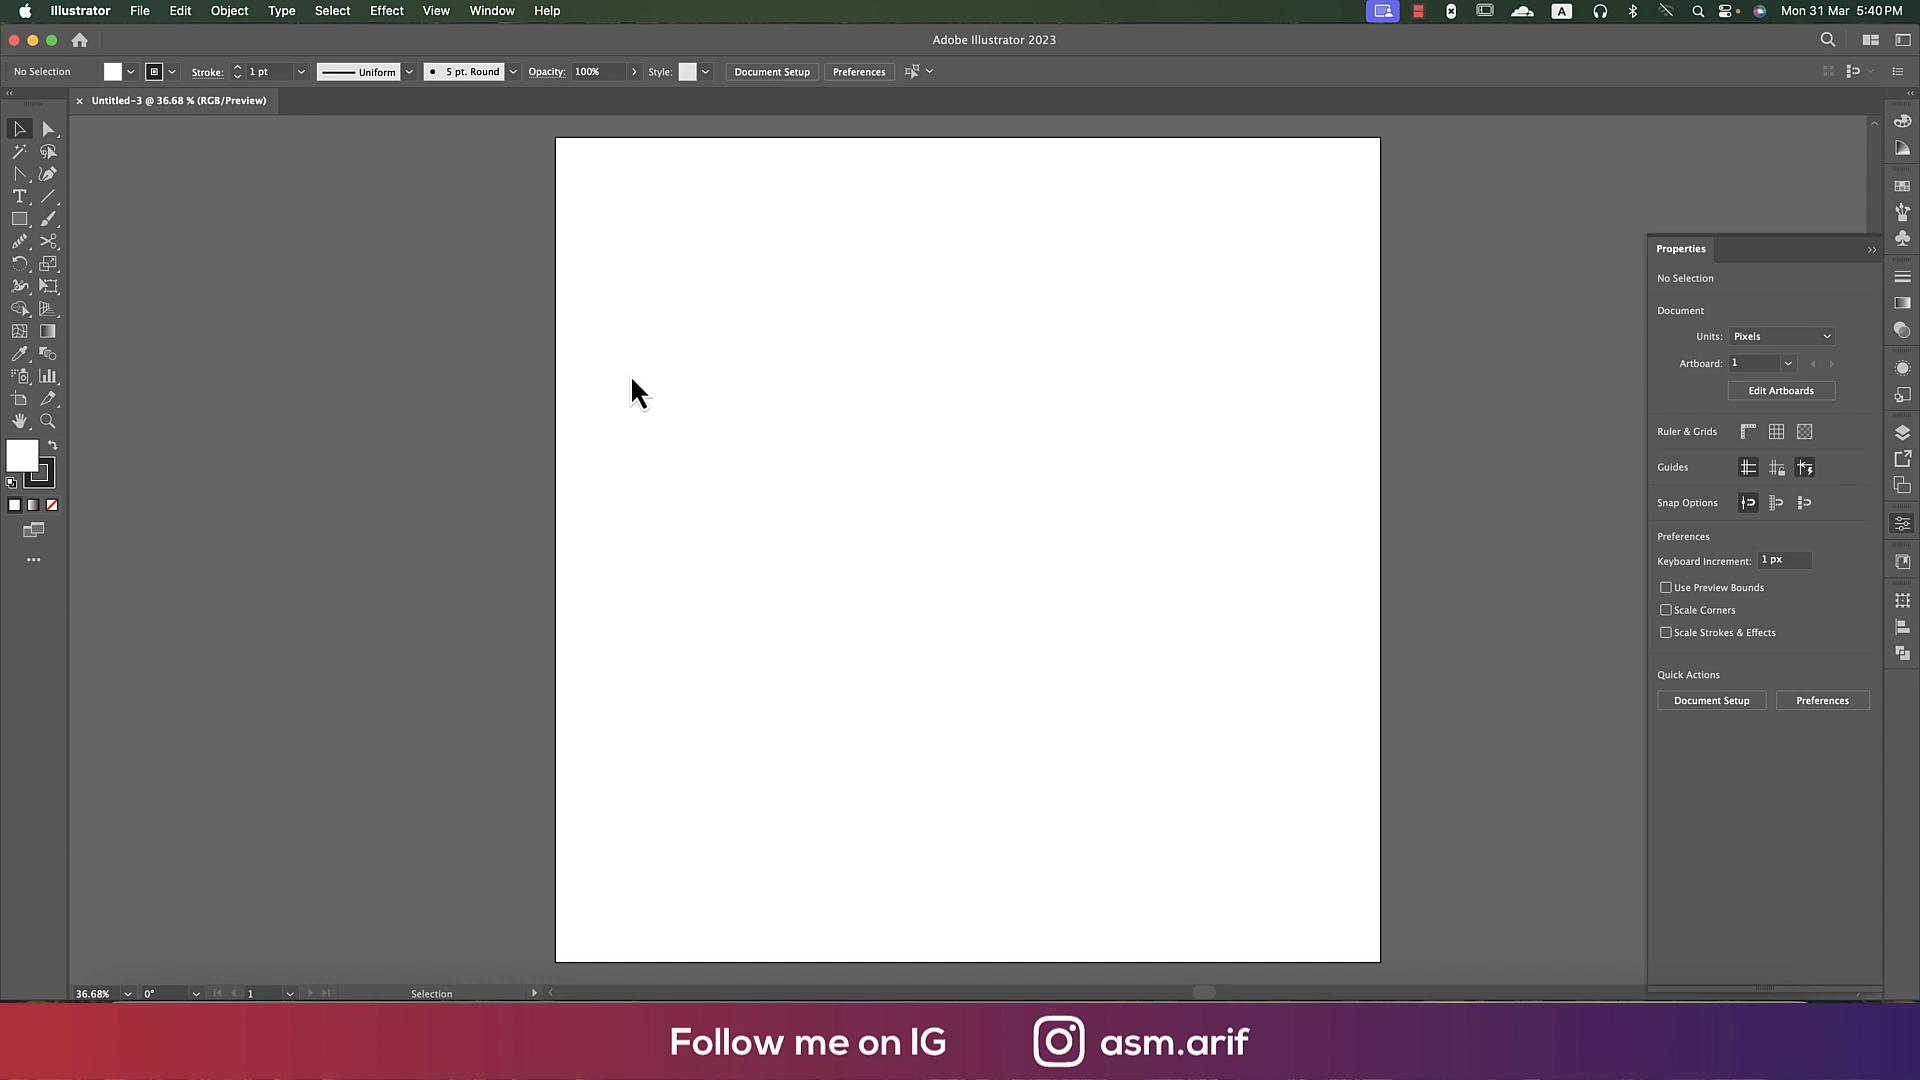 Illustrator File Edit Object Type Select Effect View Window Help
A Mon 31 Mar 5:40 PM
Adobe Illustrator 2023
No Selection Stroke: 1 pt Uniform 5 pt. Round Opacity: 100% Style: Document Setup Preferences
Untitled-3 @ 36.68 % (RGB/Preview)
Properties
No Selection
Document
Units: Pixels
Artboard: 1
Edit Artboards
Ruler & Grids
Guides
Snap Options
Preferences
Keyboard Increment: 1 px
Use Preview Bounds
Scale Corners
Scale Strokes & Effects
Quick Actions
Document Setup Preferences
36.68% 0° 1 Selection
Follow me on IG asm.arif